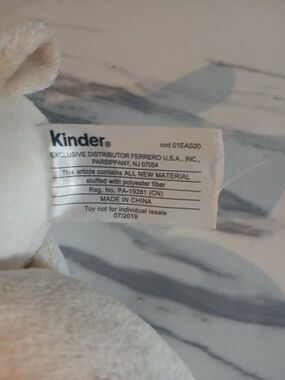 Kinder®
cod 01EAS20
EXCLUSIVE DISTRIBUTOR FERRERO U.S.A., INC.,
PARSIPPANY, NJ 07054
This article contains ALL NEW MATERIAL
stuffed with polyester fiber
Reg. No. PA-19281 (CN)
MADE IN CHINA
Toy not for individual resale
07/2019